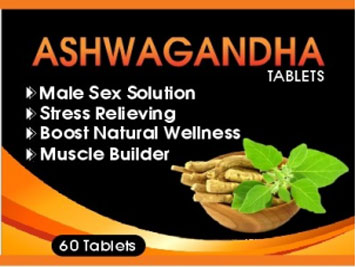 ASHWAGANDHA
TABLETS
Male Sex Solution
Stress Relieving
Boost Natural Wellness
Muscle Builder
60 Tablets